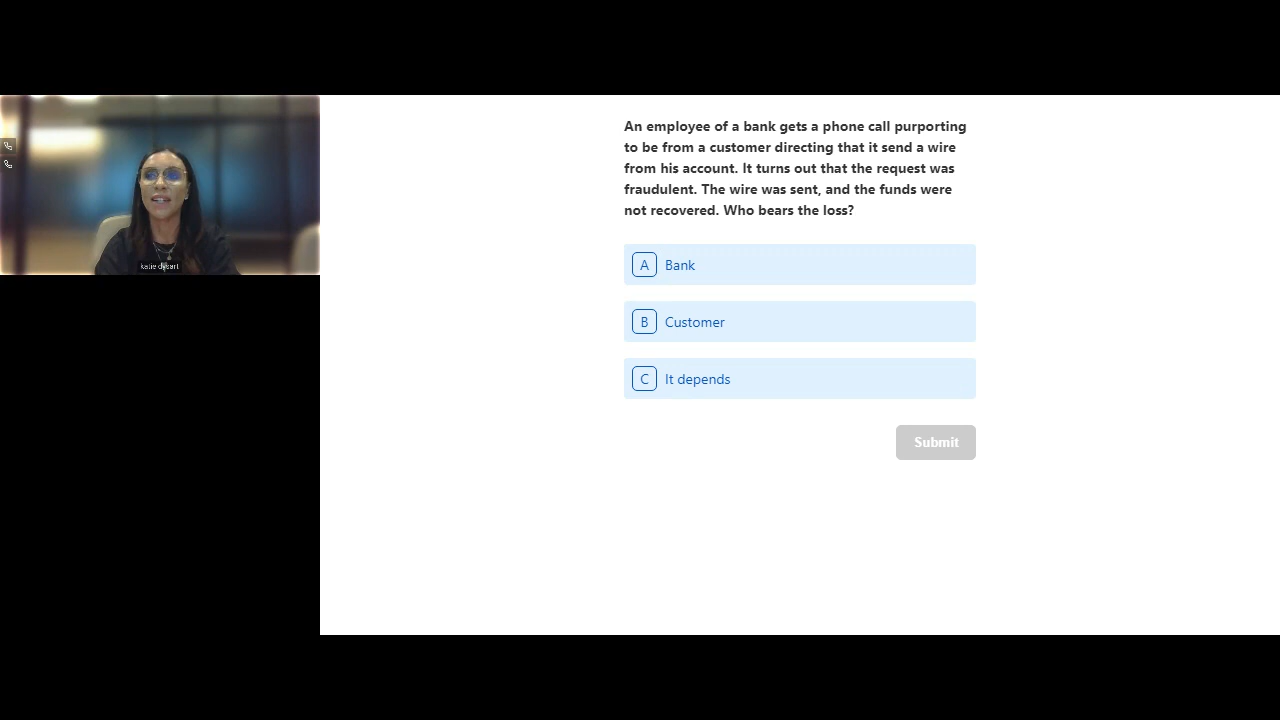 katie dysart
An employee of a bank gets a phone call purporting
to be from a customer directing that it send a wire
from his account. It turns out that the request was
fraudulent. The wire was sent, and the funds were
not recovered. Who bears the loss?
A Bank
B Customer
C It depends
Submit